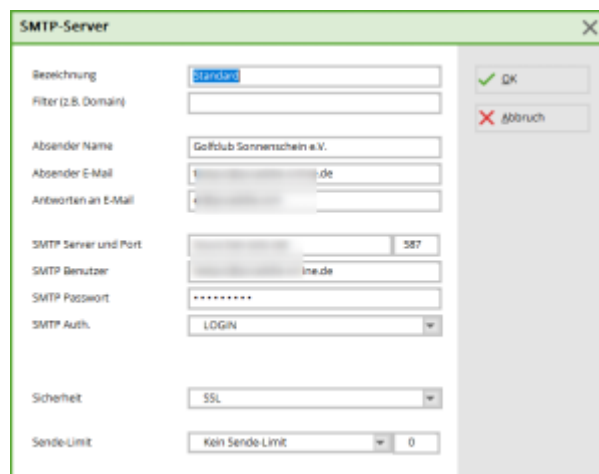 SMTP-Server
Bezeichnung Standard
OK
Filter (z.B. Domain)
Abbruch
Absender Name Golfclub Sonnenschein e.V.
Absender E-Mail .de
Antworten an E-Mail
SMTP Server und Port 587
SMTP Benutzer ine.de
SMTP Passwort •••••••••
SMTP Auth. LOGIN
Sicherheit SSL
Sende-Limit Kein Sende-Limit 0